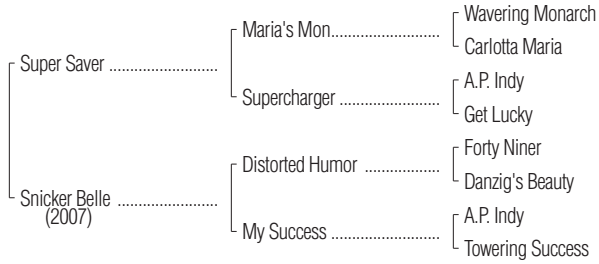 Wavering Monarch
Maria's Mon..................................
Carlotta Maria
Super Saver .................................
A.P. Indy
Supercharger ..............................
Get Lucky
Forty Niner
Distorted Humor .......................
Danzig's Beauty
Snicker Belle ..............................
(2007)
A.P. Indy
My Success .................................
Towering Success